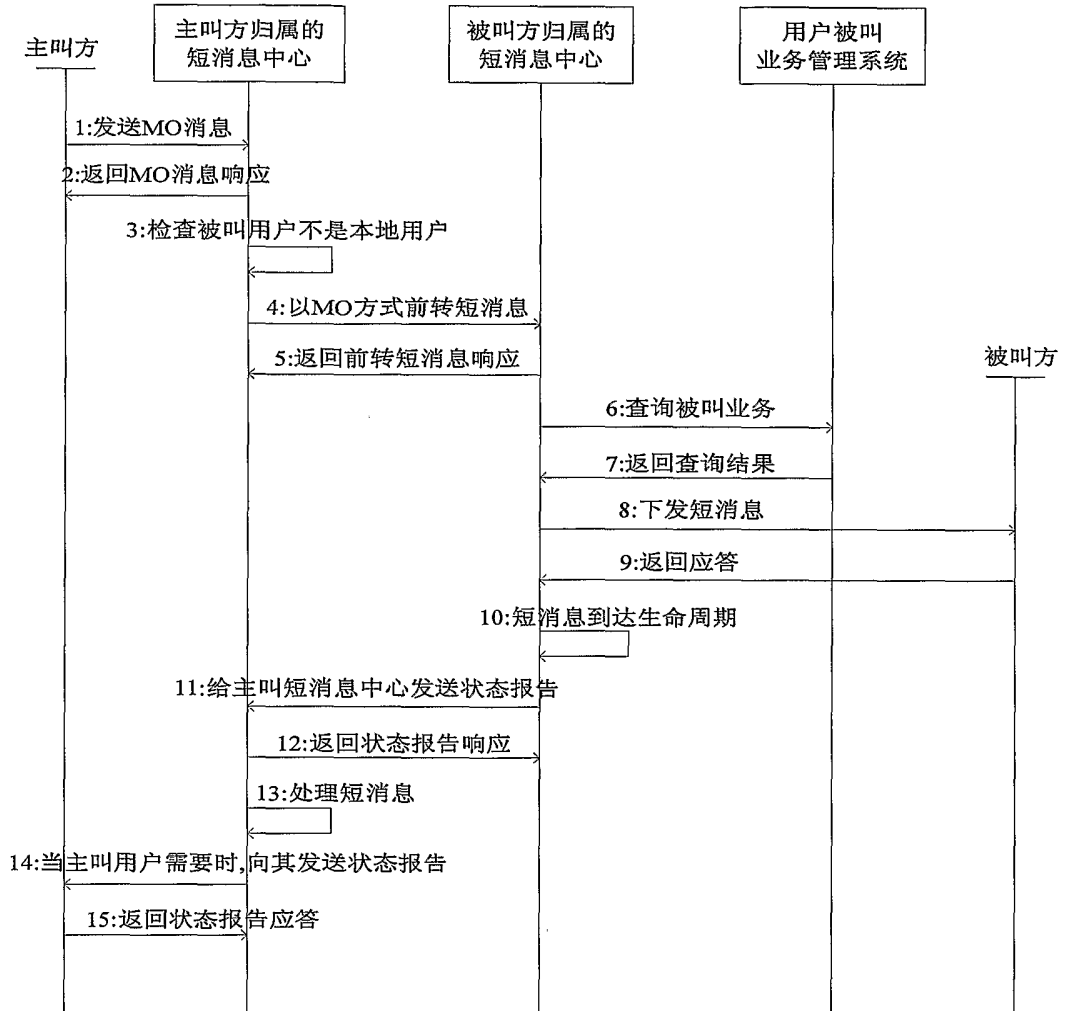 主叫方
主叫方归属的
短消息中心
被叫方归属的
短消息中心
用户被叫
业务管理系统
1:发送MO消息
2:返回MO消息响应
3:检查被叫用户不是本地用户
4:以MO方式前转短消息
5:返回前转短消息响应
被叫方
6:查询被叫业务
7:返回查询结果
8:下发短消息
9:返回应答
10:短消息到达生命周期
11:给主叫短消息中心发送状态报告
12:返回状态报告响应
13:处理短消息
14:当主叫用户需要时,向其发送状态报告
15:返回状态报告应答